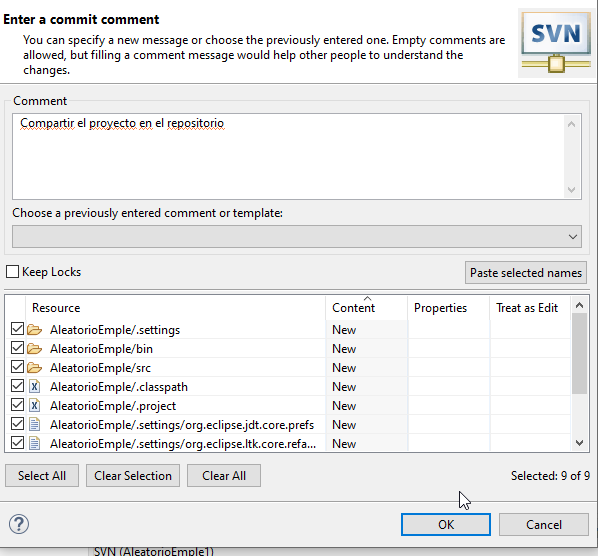 Enter a commit comment
You can specify a new message or choose the previously entered one. Empty comments are
allowed, but filling a comment message would help other people to understand the
changes.
SVN
Comment
Compartir el proyecto en el repositorio
Choose a previously entered comment or template:
Keep Locks
Paste selected names
Resource Content Properties Treat as Edit
AleatorioEmple/.settings New
AleatorioEmple/bin New
AleatorioEmple/src New
AleatorioEmple/.classpath New
AleatorioEmple/.project New
AleatorioEmple/.settings/org.eclipse.jdt.core.prefs New
AleatorioEmple/.settings/org.eclipse.ltk.core.refa... New
Select All Clear Selection Clear All Selected: 9 of 9
? OK Cancel
SVN (AleatorioEmple1)